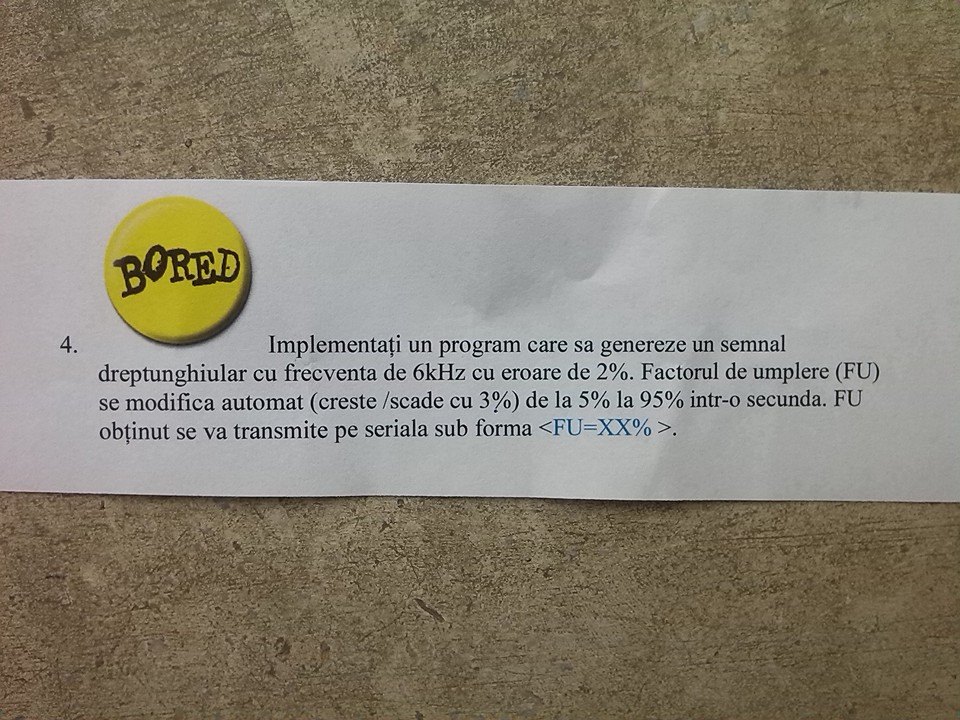 BORED
4. Implementați un program care sa genereze un semnal
dreptunghiular cu frecventa de 6kHz cu eroare de 2%. Factorul de umplere (FU)
se modifica automat (creste /scade cu 3%) de la 5% la 95% intr-o secunda. FU
obținut se va transmite pe seriala sub forma <FU=XX% >.